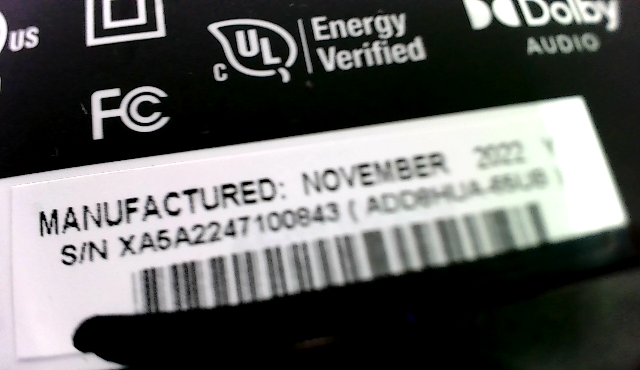 US
c UL Energy Verified
Dolby
AUDIO
FC
MANUFACTURED: NOVEMBER 2022 Y
S/N XA5A2247100843 ( ADD8HUA-65UB )